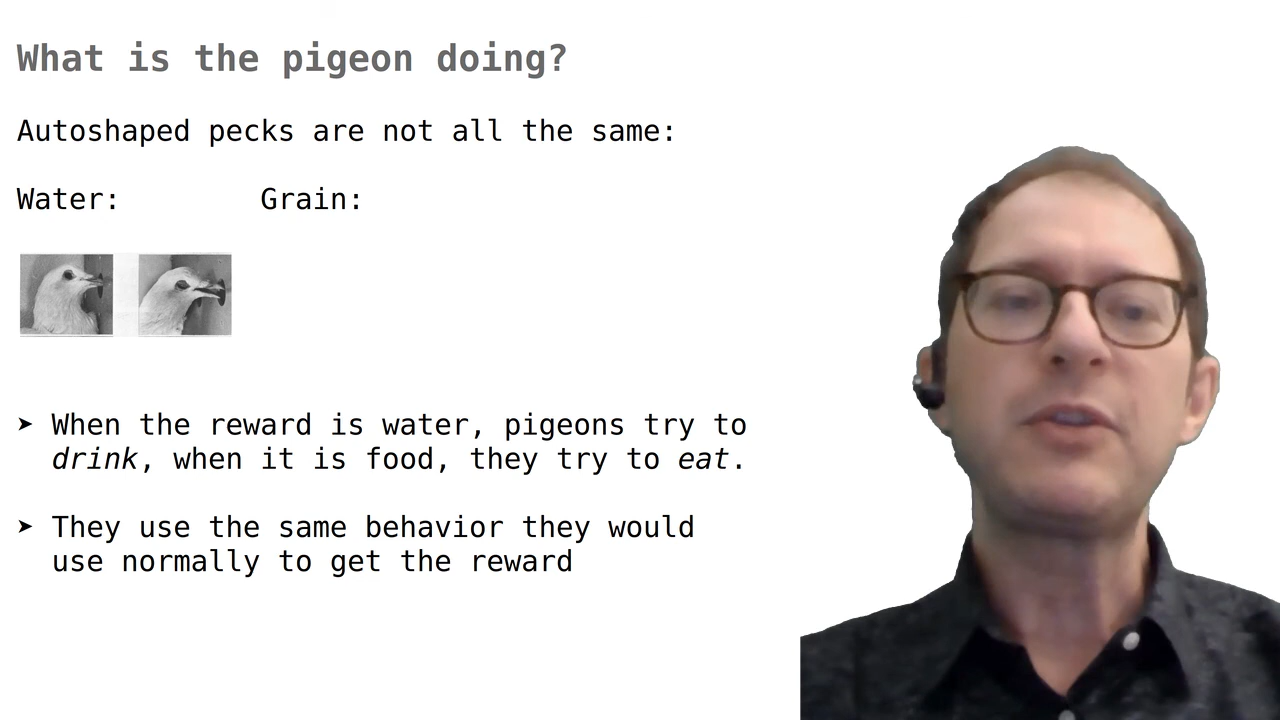 What is the pigeon doing?
Autoshaped pecks are not all the same:
Water: Grain:
➤ When the reward is water, pigeons try to
drink, when it is food, they try to eat.
➤ They use the same behavior they would
use normally to get the reward